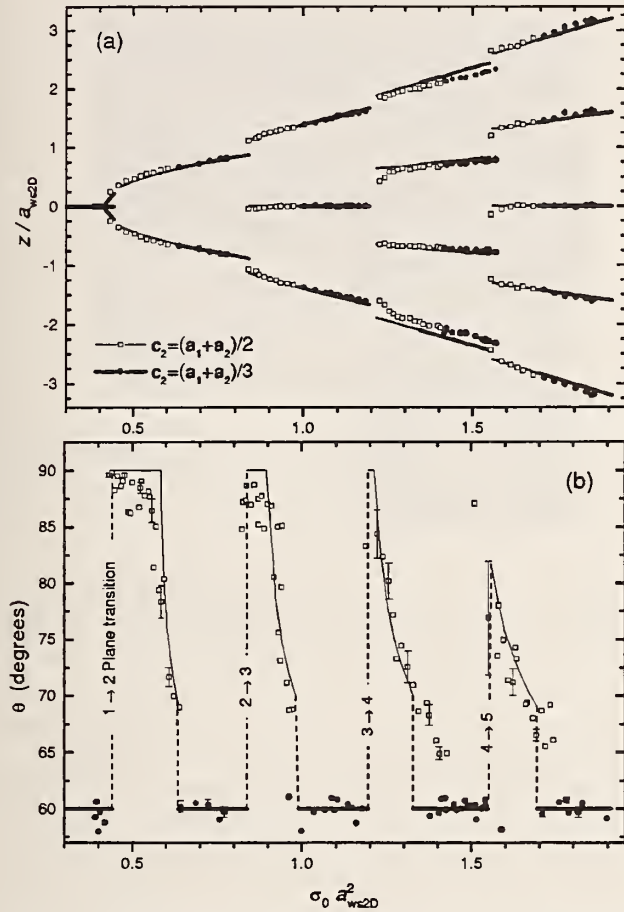 (a)
3
2
1
0
-1
-2
-3
z / a_ws2D
c₂=(a₁+a₂)/2
c₂=(a₁+a₂)/3
0.5
1.0
1.5
(b)
90
85
80
75
70
65
60
θ (degrees)
1 → 2 Plane transition
2 → 3
3 → 4
4 → 5
0.5
1.0
1.5
σ₀ a²_ws2D